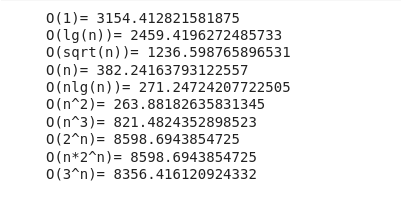 O(1)= 3154.412821581875
O(lg(n))= 2459.4196272485733
O(sqrt(n))= 1236.598765896531
O(n)= 382.24163793122557
O(nlg(n))= 271.24724207722505
O(n^2)= 263.88182635831345
O(n^3)= 821.4824352898523
O(2^n)= 8598.6943854725
O(n*2^n)= 8598.6943854725
O(3^n)= 8356.416120924332